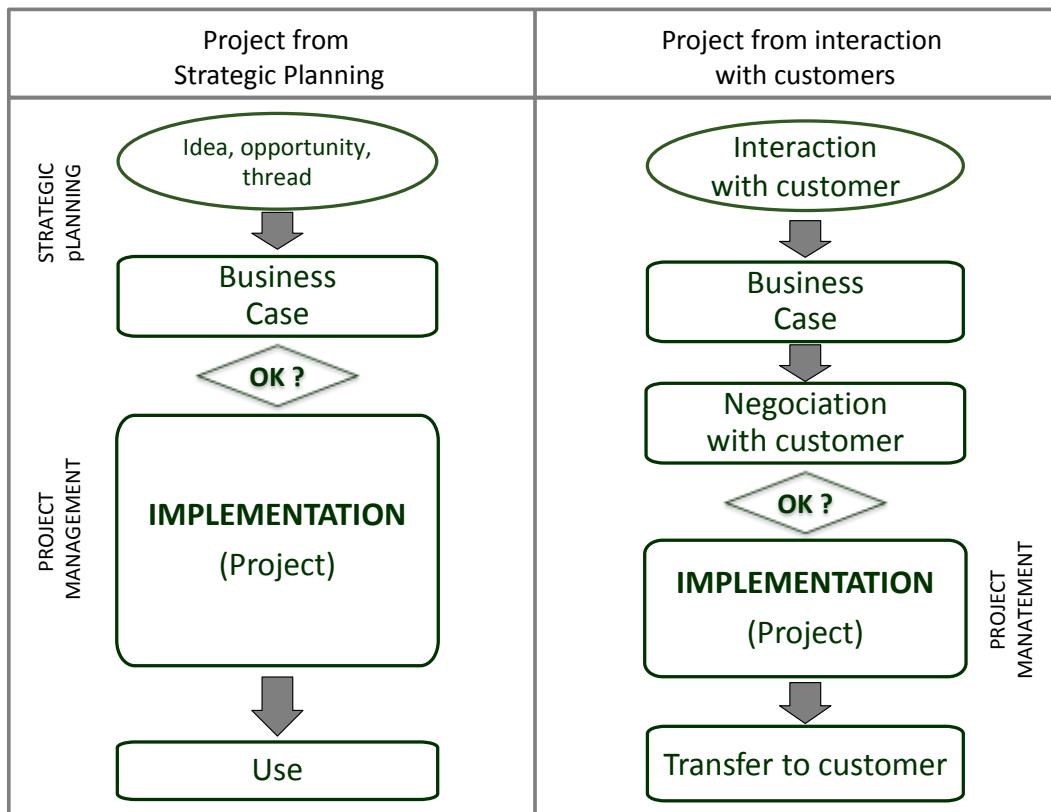 Project from
Strategic Planning
Project from interaction
with customers
STRATEGIC
pLANNING
Idea, opportunity,
thread
Business
Case
OK ?
PROJECT
MANAGEMENT
IMPLEMENTATION
(Project)
Use
Interaction
with customer
Business
Case
Negociation
with customer
OK ?
IMPLEMENTATION
(Project)
PROJECT
MANATEMENT
Transfer to customer